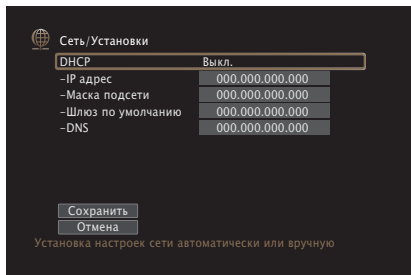 Сеть/Установки
DHCP Выкл.
–IP адрес 000.000.000.000
–Маска подсети 000.000.000.000
–Шлюз по умолчанию 000.000.000.000
–DNS 000.000.000.000
Сохранить
Отмена
Установка настроек сети автоматически или вручную